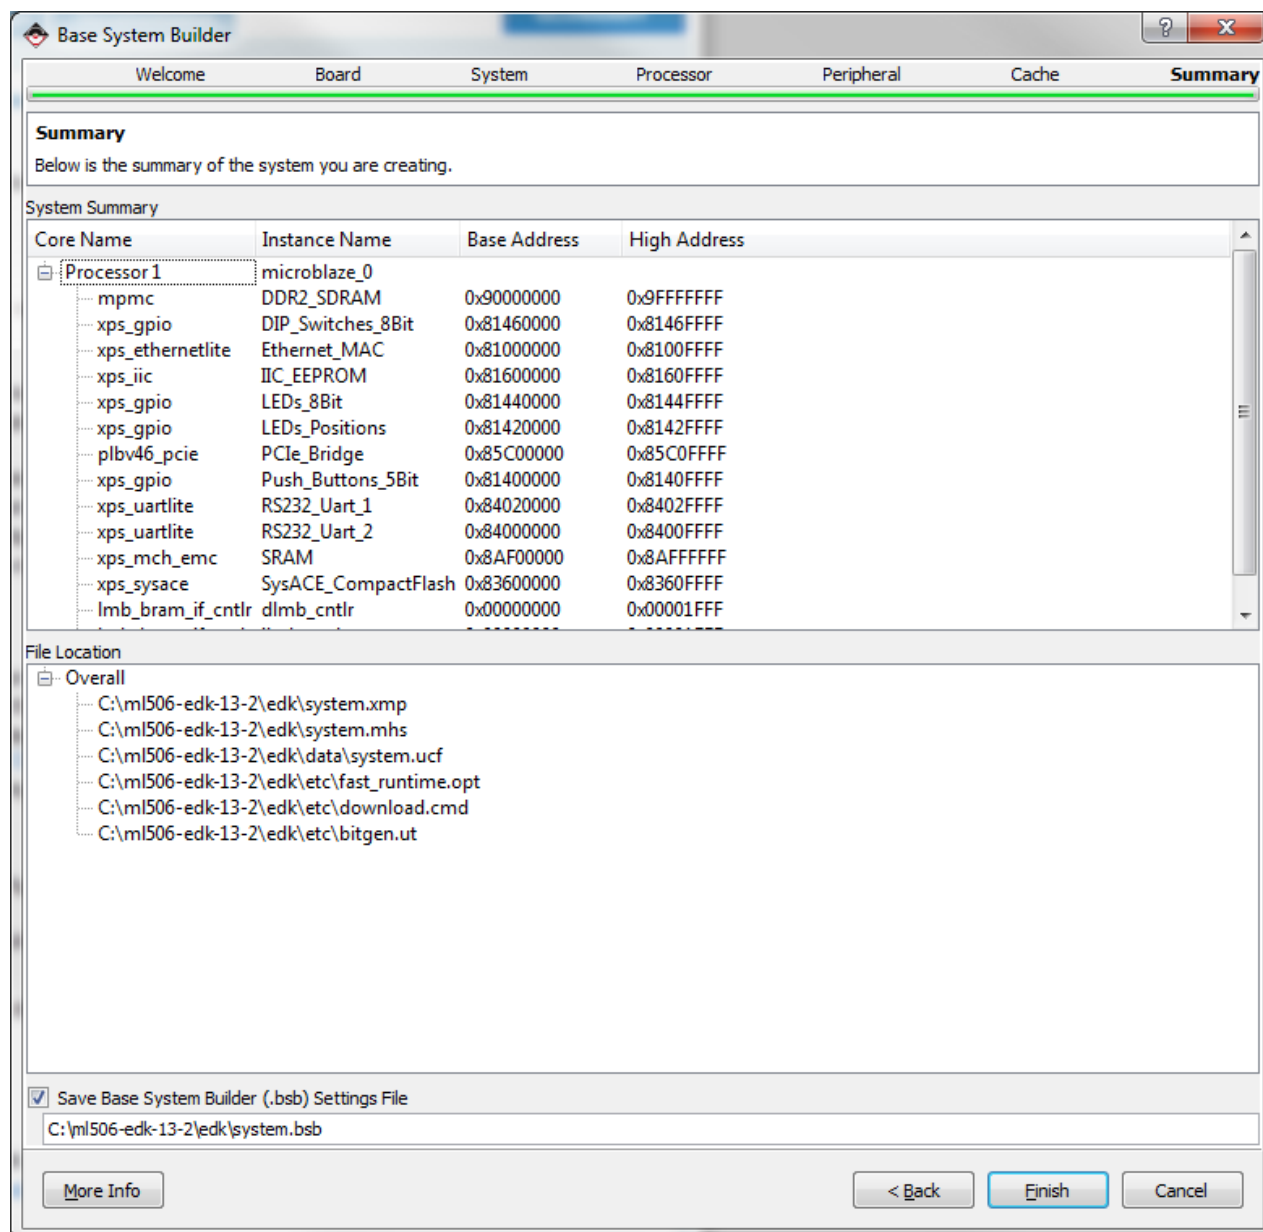 Base System Builder
Welcome Board System Processor Peripheral Cache Summary
Summary
Below is the summary of the system you are creating.
System Summary
Core Name Instance Name Base Address High Address
Processor 1 microblaze_0
mpmc DDR2_SDRAM 0x90000000 0x9FFFFFFF
xps_gpio DIP_Switches_8Bit 0x81460000 0x8146FFFF
xps_ethernetlite Ethernet_MAC 0x81000000 0x8100FFFF
xps_iic IIC_EEPROM 0x81600000 0x8160FFFF
xps_gpio LEDs_8Bit 0x81440000 0x8144FFFF
xps_gpio LEDs_Positions 0x81420000 0x8142FFFF
plbv46_pcie PCIe_Bridge 0x85C00000 0x85C0FFFF
xps_gpio Push_Buttons_5Bit 0x81400000 0x8140FFFF
xps_uartlite RS232_Uart_1 0x84020000 0x8402FFFF
xps_uartlite RS232_Uart_2 0x84000000 0x8400FFFF
xps_mch_emc SRAM 0x8AF00000 0x8AFFFFFF
xps_sysace SysACE_CompactFlash 0x83600000 0x8360FFFF
lmb_bram_if_cntlr dlmb_cntlr 0x00000000 0x00001FFF
File Location
Overall
C:\ml506-edk-13-2\edk\system.xmp
C:\ml506-edk-13-2\edk\system.mhs
C:\ml506-edk-13-2\edk\data\system.ucf
C:\ml506-edk-13-2\edk\etc\fast_runtime.opt
C:\ml506-edk-13-2\edk\etc\download.cmd
C:\ml506-edk-13-2\edk\etc\bitgen.ut
Save Base System Builder (.bsb) Settings File
C:\ml506-edk-13-2\edk\system.bsb
More Info < Back Finish Cancel